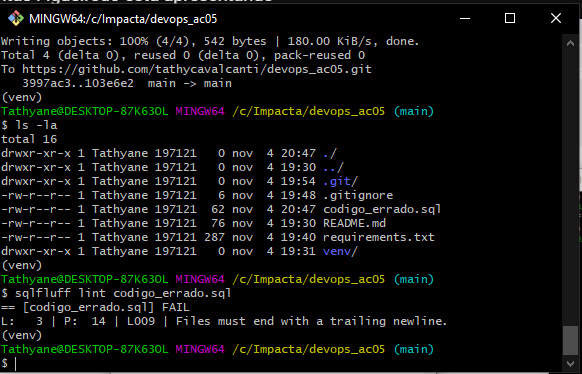 MINGW64:/c/Impacta/devops_ac05
Writing objects: 100% (4/4), 542 bytes | 180.00 KiB/s, done.
Total 4 (delta 0), reused 0 (delta 0), pack-reused 0
To https://github.com/tathycavalcanti/devops_ac05.git
   3997ac3..103e6e2  main -> main
(venv)
Tathyane@DESKTOP-87K63OL MINGW64 /c/Impacta/devops_ac05 (main)
$ ls -la
total 16
drwxr-xr-x 1 Tathyane 197121   0 nov  4 20:47 ./
drwxr-xr-x 1 Tathyane 197121   0 nov  4 19:30 ../
drwxr-xr-x 1 Tathyane 197121   0 nov  4 19:54 .git/
-rw-r--r-- 1 Tathyane 197121   6 nov  4 19:48 .gitignore
-rw-r--r-- 1 Tathyane 197121  62 nov  4 20:47 codigo_errado.sql
-rw-r--r-- 1 Tathyane 197121  76 nov  4 19:30 README.md
-rw-r--r-- 1 Tathyane 197121 287 nov  4 19:40 requirements.txt
drwxr-xr-x 1 Tathyane 197121   0 nov  4 19:31 venv/
(venv)
Tathyane@DESKTOP-87K63OL MINGW64 /c/Impacta/devops_ac05 (main)
$ sqlfluff lint codigo_errado.sql
== [codigo_errado.sql] FAIL
L:   3 | P:  14 | L009 | Files must end with a trailing newline.
(venv)
Tathyane@DESKTOP-87K63OL MINGW64 /c/Impacta/devops_ac05 (main)
$